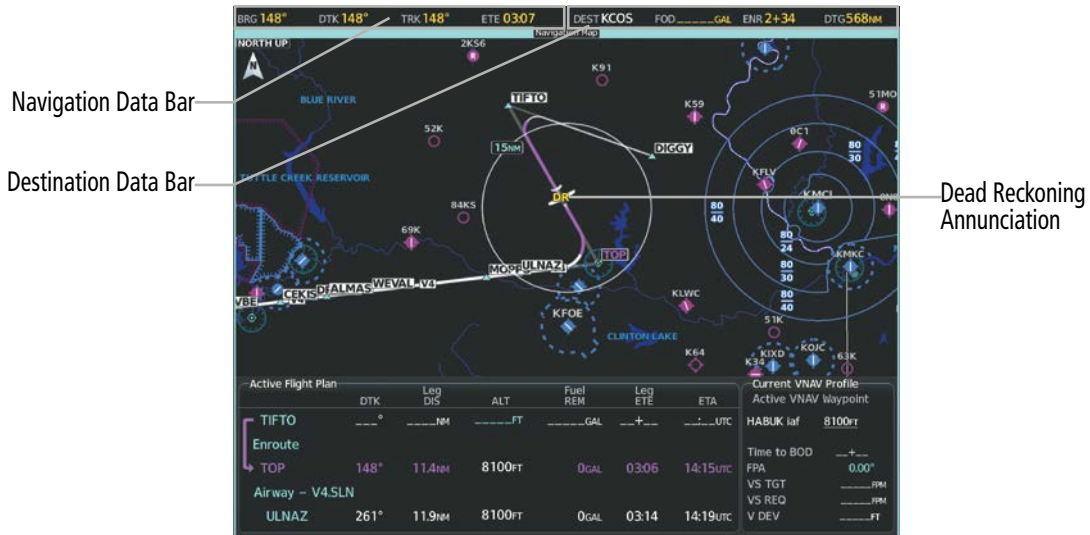 BRG 148° DTK 148° TRK 148° ETE 03:07 DEST KCOS FOD _____GAL ENR 2+34 DTG 568NM
Navigation Map
NORTH UP
N
2KS6
R
K91
51MO
R
Navigation Data Bar
BLUE RIVER
TIFTO
K59
52K
15NM
0C1
80
30
DIGGY
Destination Data Bar
TUTTLE CREEK RESERVOIR
KFLV
DR
KMCI
Dead Reckoning
Annunciation
84KS
80
40
69K
80
24
TOP
KMKC
MOPE ULNAZ
80
30
VBE CEKIS DEALMAS WEVAL V4
KLWC
80
40
KFOE
51K
CLINTON LAKE
K64
K34 KIXD KOJC 63K
Active Flight Plan
DTK Leg DIS ALT Fuel REM Leg ETE ETA
TIFTO ___° ____NM _____FT _____GAL __+__ __:__UTC
Enroute
TOP 148° 11.4NM 8100FT 0GAL 03:06 14:15UTC
Airway – V4.SLN
ULNAZ 261° 11.9NM 8100FT 0GAL 03:14 14:19UTC
Current VNAV Profile
Active VNAV Waypoint
HABUK iaf 8100FT
Time to BOD __+__
FPA 0.00°
VS TGT _____FPM
VS REQ _____FPM
V DEV _____FT